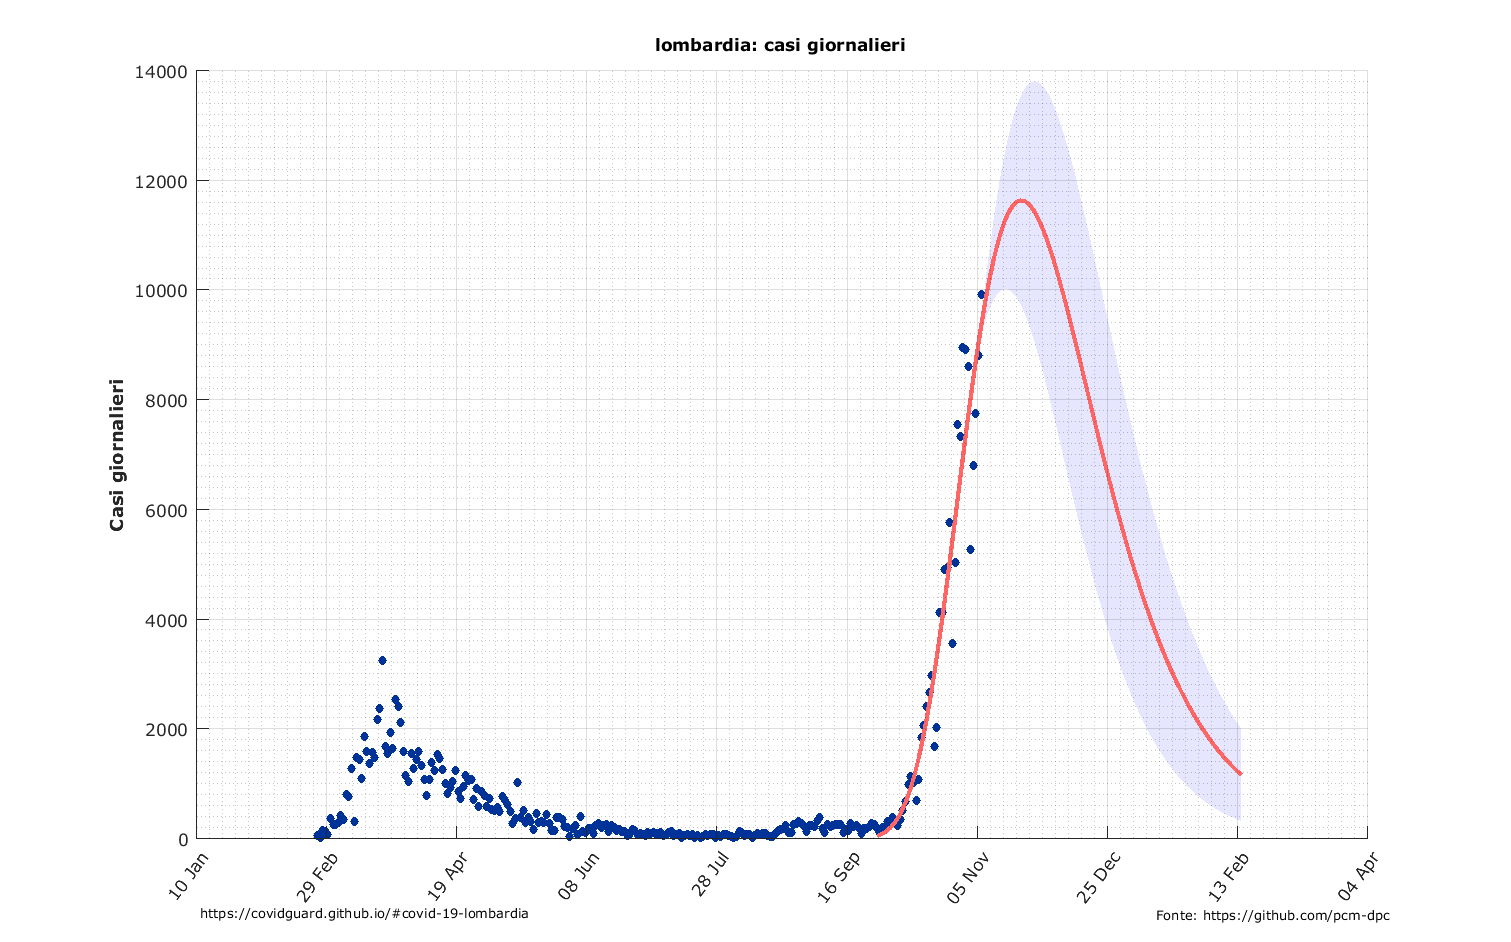 lombardia: casi giornalieri
Casi giornalieri
14000
12000
10000
8000
6000
4000
2000
0
10 Jan
29 Feb
19 Apr
08 Jun
28 Jul
16 Sep
05 Nov
25 Dec
13 Feb
04 Apr
https://covidguard.github.io/#covid-19-lombardia
Fonte: https://github.com/pcm-dpc